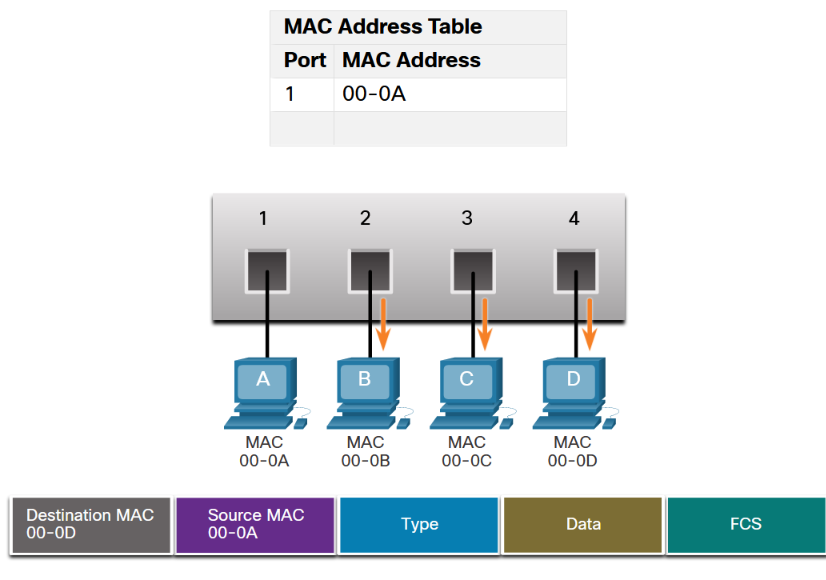 MAC Address Table
Port MAC Address
1 00-0A
1 2 3 4
A B C D
MAC MAC MAC MAC
00-0A 00-0B 00-0C 00-0D
Destination MAC
00-0D
Source MAC
00-0A
Type
Data
FCS